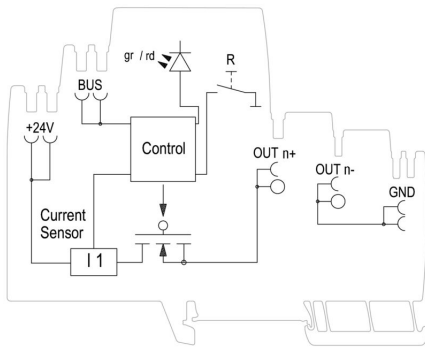 gr / rd
R
BUS
+24V
Control
OUT n+
OUT n-
GND
Current
Sensor
I 1